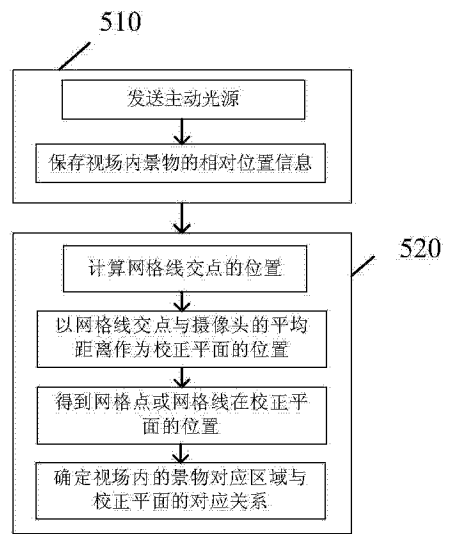 510
发送主动光源
保存视场内景物的相对位置信息
520
计算网格线交点的位置
以网格线交点与摄像头的平均
距离作为校正平面的位置
得到网格点或网格线在校正平
面的位置
确定视场内的景物对应区域与
校正平面的对应关系